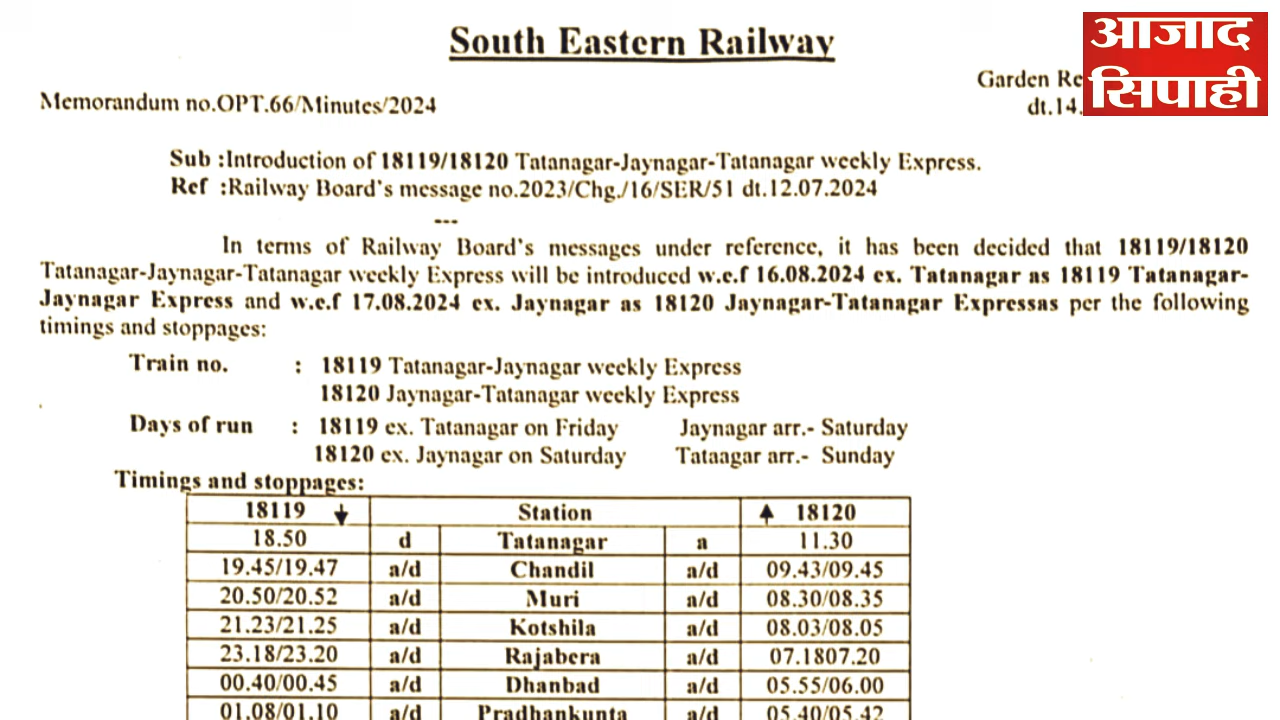 South Eastern Railway
आजाद
सिपाही
Garden Re
Memorandum no.OPT.66/Minutes/2024 dt.14.
Sub :Introduction of 18119/18120 Tatanagar-Jaynagar-Tatanagar weekly Express.
Ref :Railway Board's message no.2023/Chg./16/SER/51 dt.12.07.2024
---
In terms of Railway Board's messages under reference, it has been decided that 18119/18120
Tatanagar-Jaynagar-Tatanagar weekly Express will be introduced w.e.f 16.08.2024 ex. Tatanagar as 18119 Tatanagar-
Jaynagar Express and w.e.f 17.08.2024 ex. Jaynagar as 18120 Jaynagar-Tatanagar Expressas per the following
timings and stoppages:
Train no. : 18119 Tatanagar-Jaynagar weekly Express
18120 Jaynagar-Tatanagar weekly Express
Days of run : 18119 ex. Tatanagar on Friday Jaynagar arr.- Saturday
18120 ex. Jaynagar on Saturday Tataagar arr.- Sunday
Timings and stoppages:
18119 ↓ Station ↑ 18120
18.50 d Tatanagar a 11.30
19.45/19.47 a/d Chandil a/d 09.43/09.45
20.50/20.52 a/d Muri a/d 08.30/08.35
21.23/21.25 a/d Kotshila a/d 08.03/08.05
23.18/23.20 a/d Rajabera a/d 07.1807.20
00.40/00.45 a/d Dhanbad a/d 05.55/06.00
01.08/01.10 a/d Pradhankunta a/d 05.40/05.42